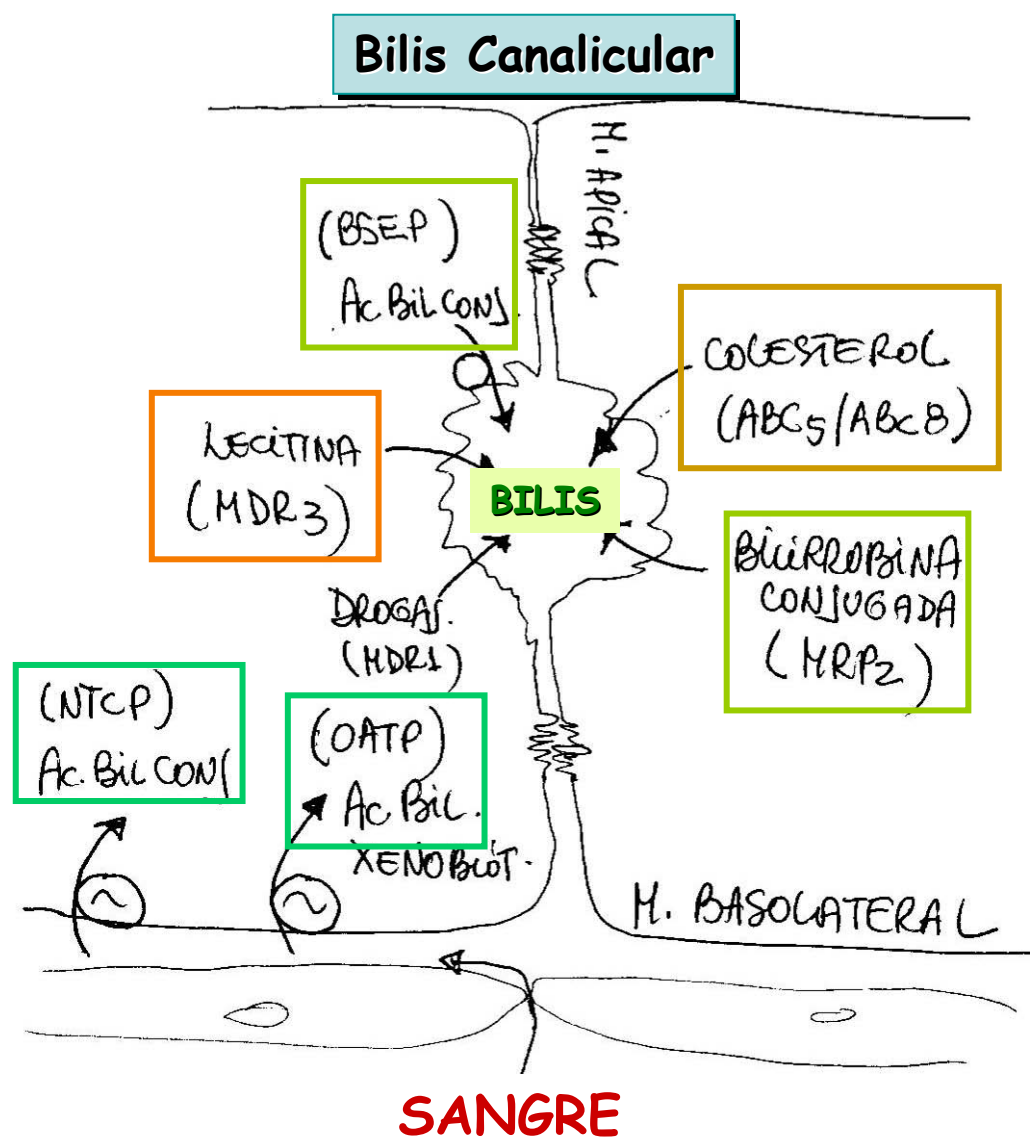 Bilis Canalicular
M. APICAL
(BSEP)
Ac BiL CONJ.
COLESTEROL
(ABC5/ABC8)
LECITINA
(MDR3)
BILIS
BILIRROBINA
CONJUGADA
(MRP2)
DROGAS.
(MDR1)
(NTCP)
Ac. BiL CONJ
(OATP)
Ac. BiL.
XENOBIÓT.
M. BASOLATERAL
SANGRE